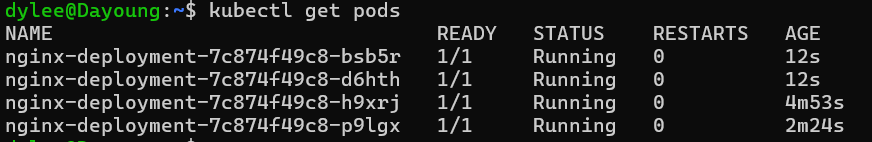 dylee@Dayoung:~$ kubectl get pods
NAME READY STATUS RESTARTS AGE
nginx-deployment-7c874f49c8-bsb5r 1/1 Running 0 12s
nginx-deployment-7c874f49c8-d6hth 1/1 Running 0 12s
nginx-deployment-7c874f49c8-h9xrj 1/1 Running 0 4m53s
nginx-deployment-7c874f49c8-p9lgx 1/1 Running 0 2m24s